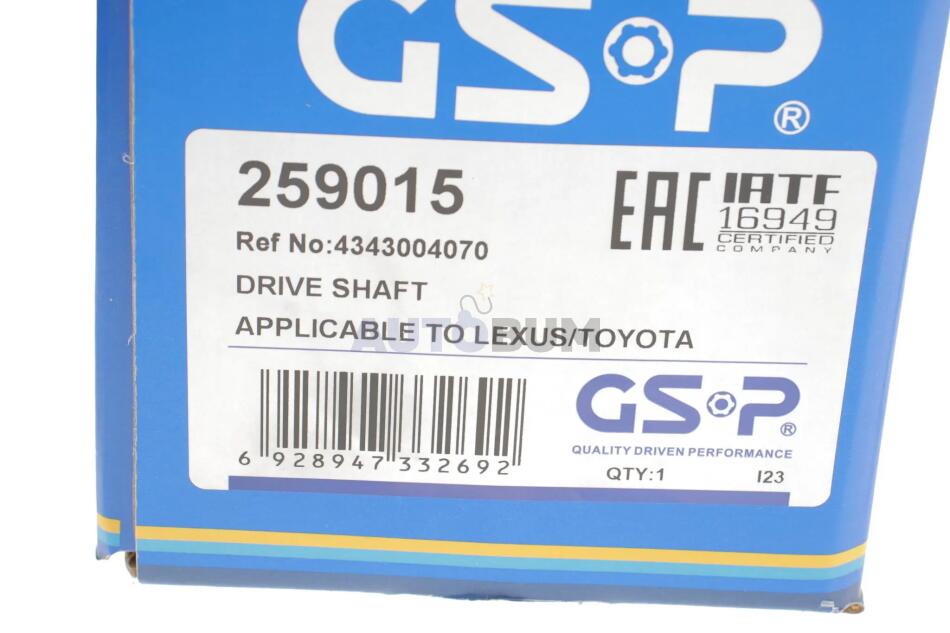 GSP®
259015
Ref No:4343004070
DRIVE SHAFT
APPLICABLE TO LEXUS/TOYOTA
AUTOBUM
EAC
IATF
16949
CERTIFIED
COMPANY
6 928947 332692
GSP®
QUALITY DRIVEN PERFORMANCE
QTY:1 I23